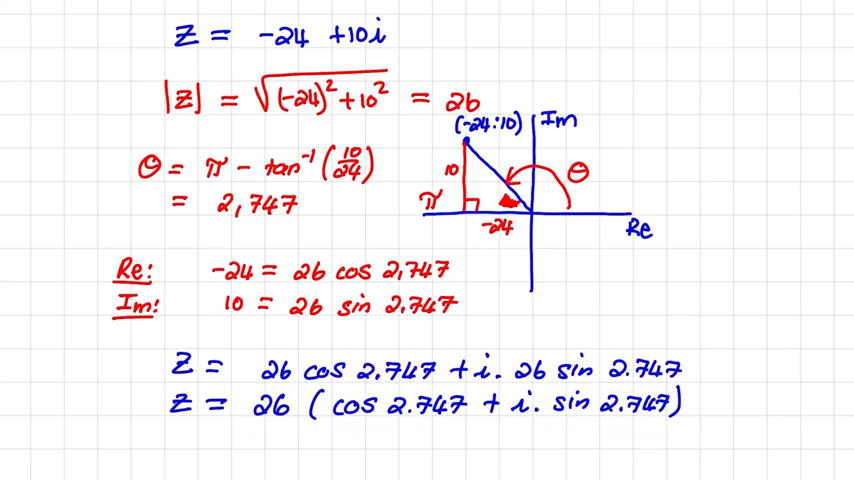 Z = -24 +10i
|Z| = √(-24)² + 10² = 26
(-24:10)
Im
θ = π - tan⁻¹ (10/24)
10
θ
= 2,747
π
-24
Re
Re: -24 = 26 cos 2,747
Im: 10 = 26 sin 2.747
Z = 26 cos 2.747 + i. 26 sin 2.747
Z = 26 (cos 2.747 + i. sin 2.747)